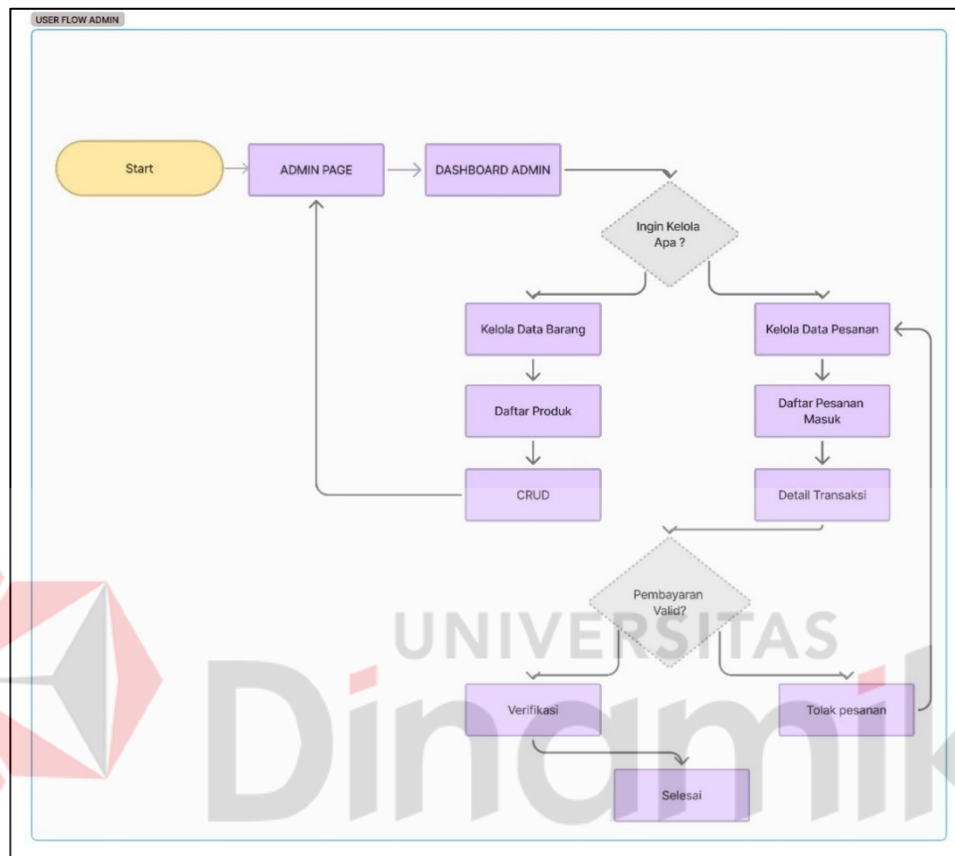 USER FLOW ADMIN
Start
ADMIN PAGE
DASHBOARD ADMIN
Ingin Kelola
Apa ?
Kelola Data Barang
Kelola Data Pesanan
Daftar Produk
Daftar Pesanan
Masuk
CRUD
Detail Transaksi
Pembayaran
Valid?
UNIVERSITAS
Dinamik
Verifikasi
Tolak pesanan
Selesai